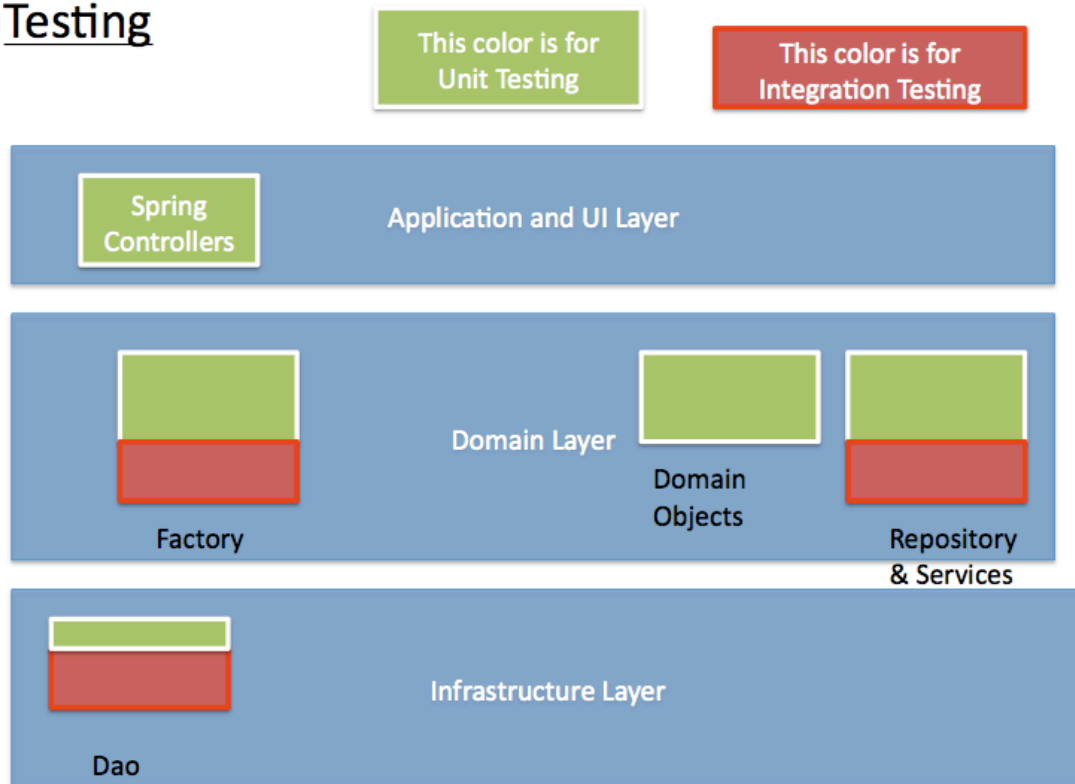 Testing
This color is for
Unit Testing
This color is for
Integration Testing
Spring
Controllers
Application and UI Layer
Domain Layer
Domain
Objects
Factory
Repository
& Services
Infrastructure Layer
Dao